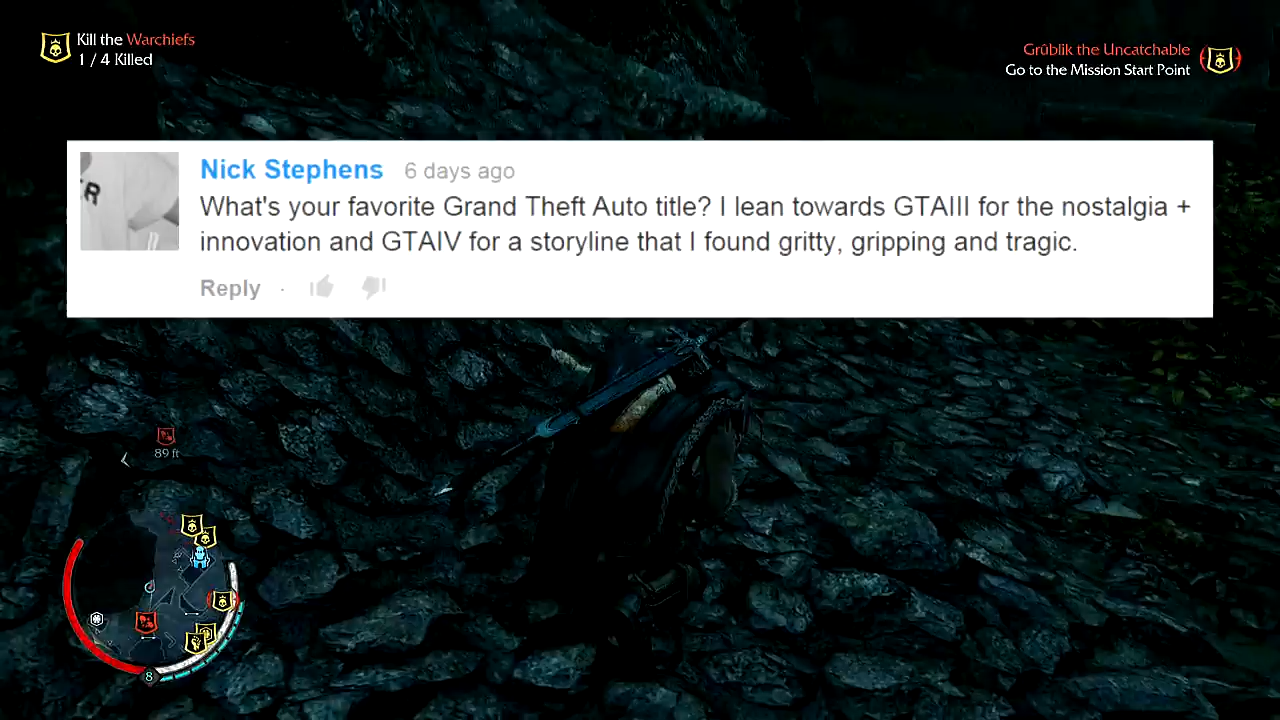 Kill the Warchiefs
1 / 4 Killed
Grûblik the Uncatchable
Go to the Mission Start Point
Nick Stephens 6 days ago
What's your favorite Grand Theft Auto title? I lean towards GTAIII for the nostalgia +
innovation and GTAIV for a storyline that I found gritty, gripping and tragic.
Reply ·
ER
89 ft
8